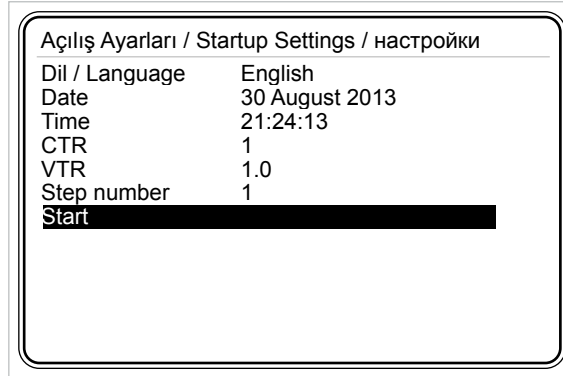 Açılış Ayarları / Startup Settings / настройки
Dil / Language English
Date 30 August 2013
Time 21:24:13
CTR 1
VTR 1.0
Step number 1
Start